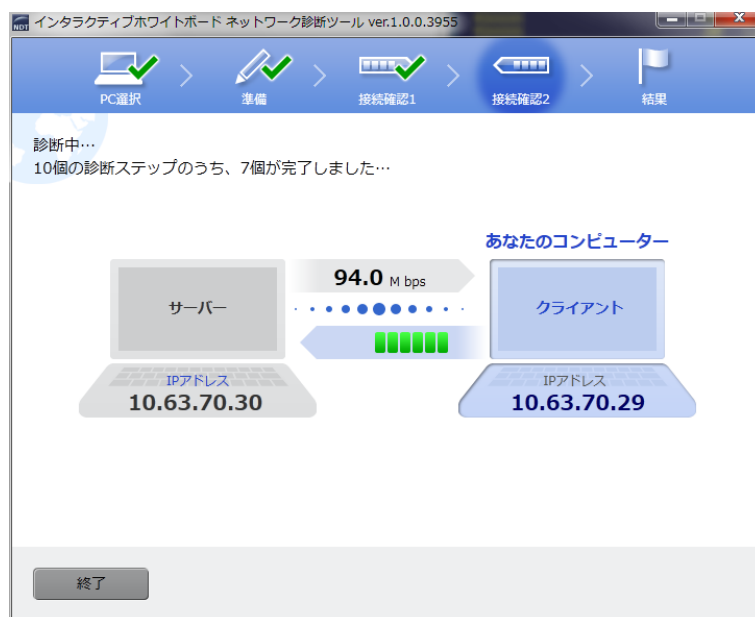 NDT インタラクティブホワイトボード ネットワーク診断ツール ver.1.0.0.3955
PC選択
準備
接続確認1
接続確認2
結果
診断中…
10個の診断ステップのうち、7個が完了しました…
あなたのコンピューター
94.0 M bps
サーバー
クライアント
IPアドレス
10.63.70.30
IPアドレス
10.63.70.29
終了